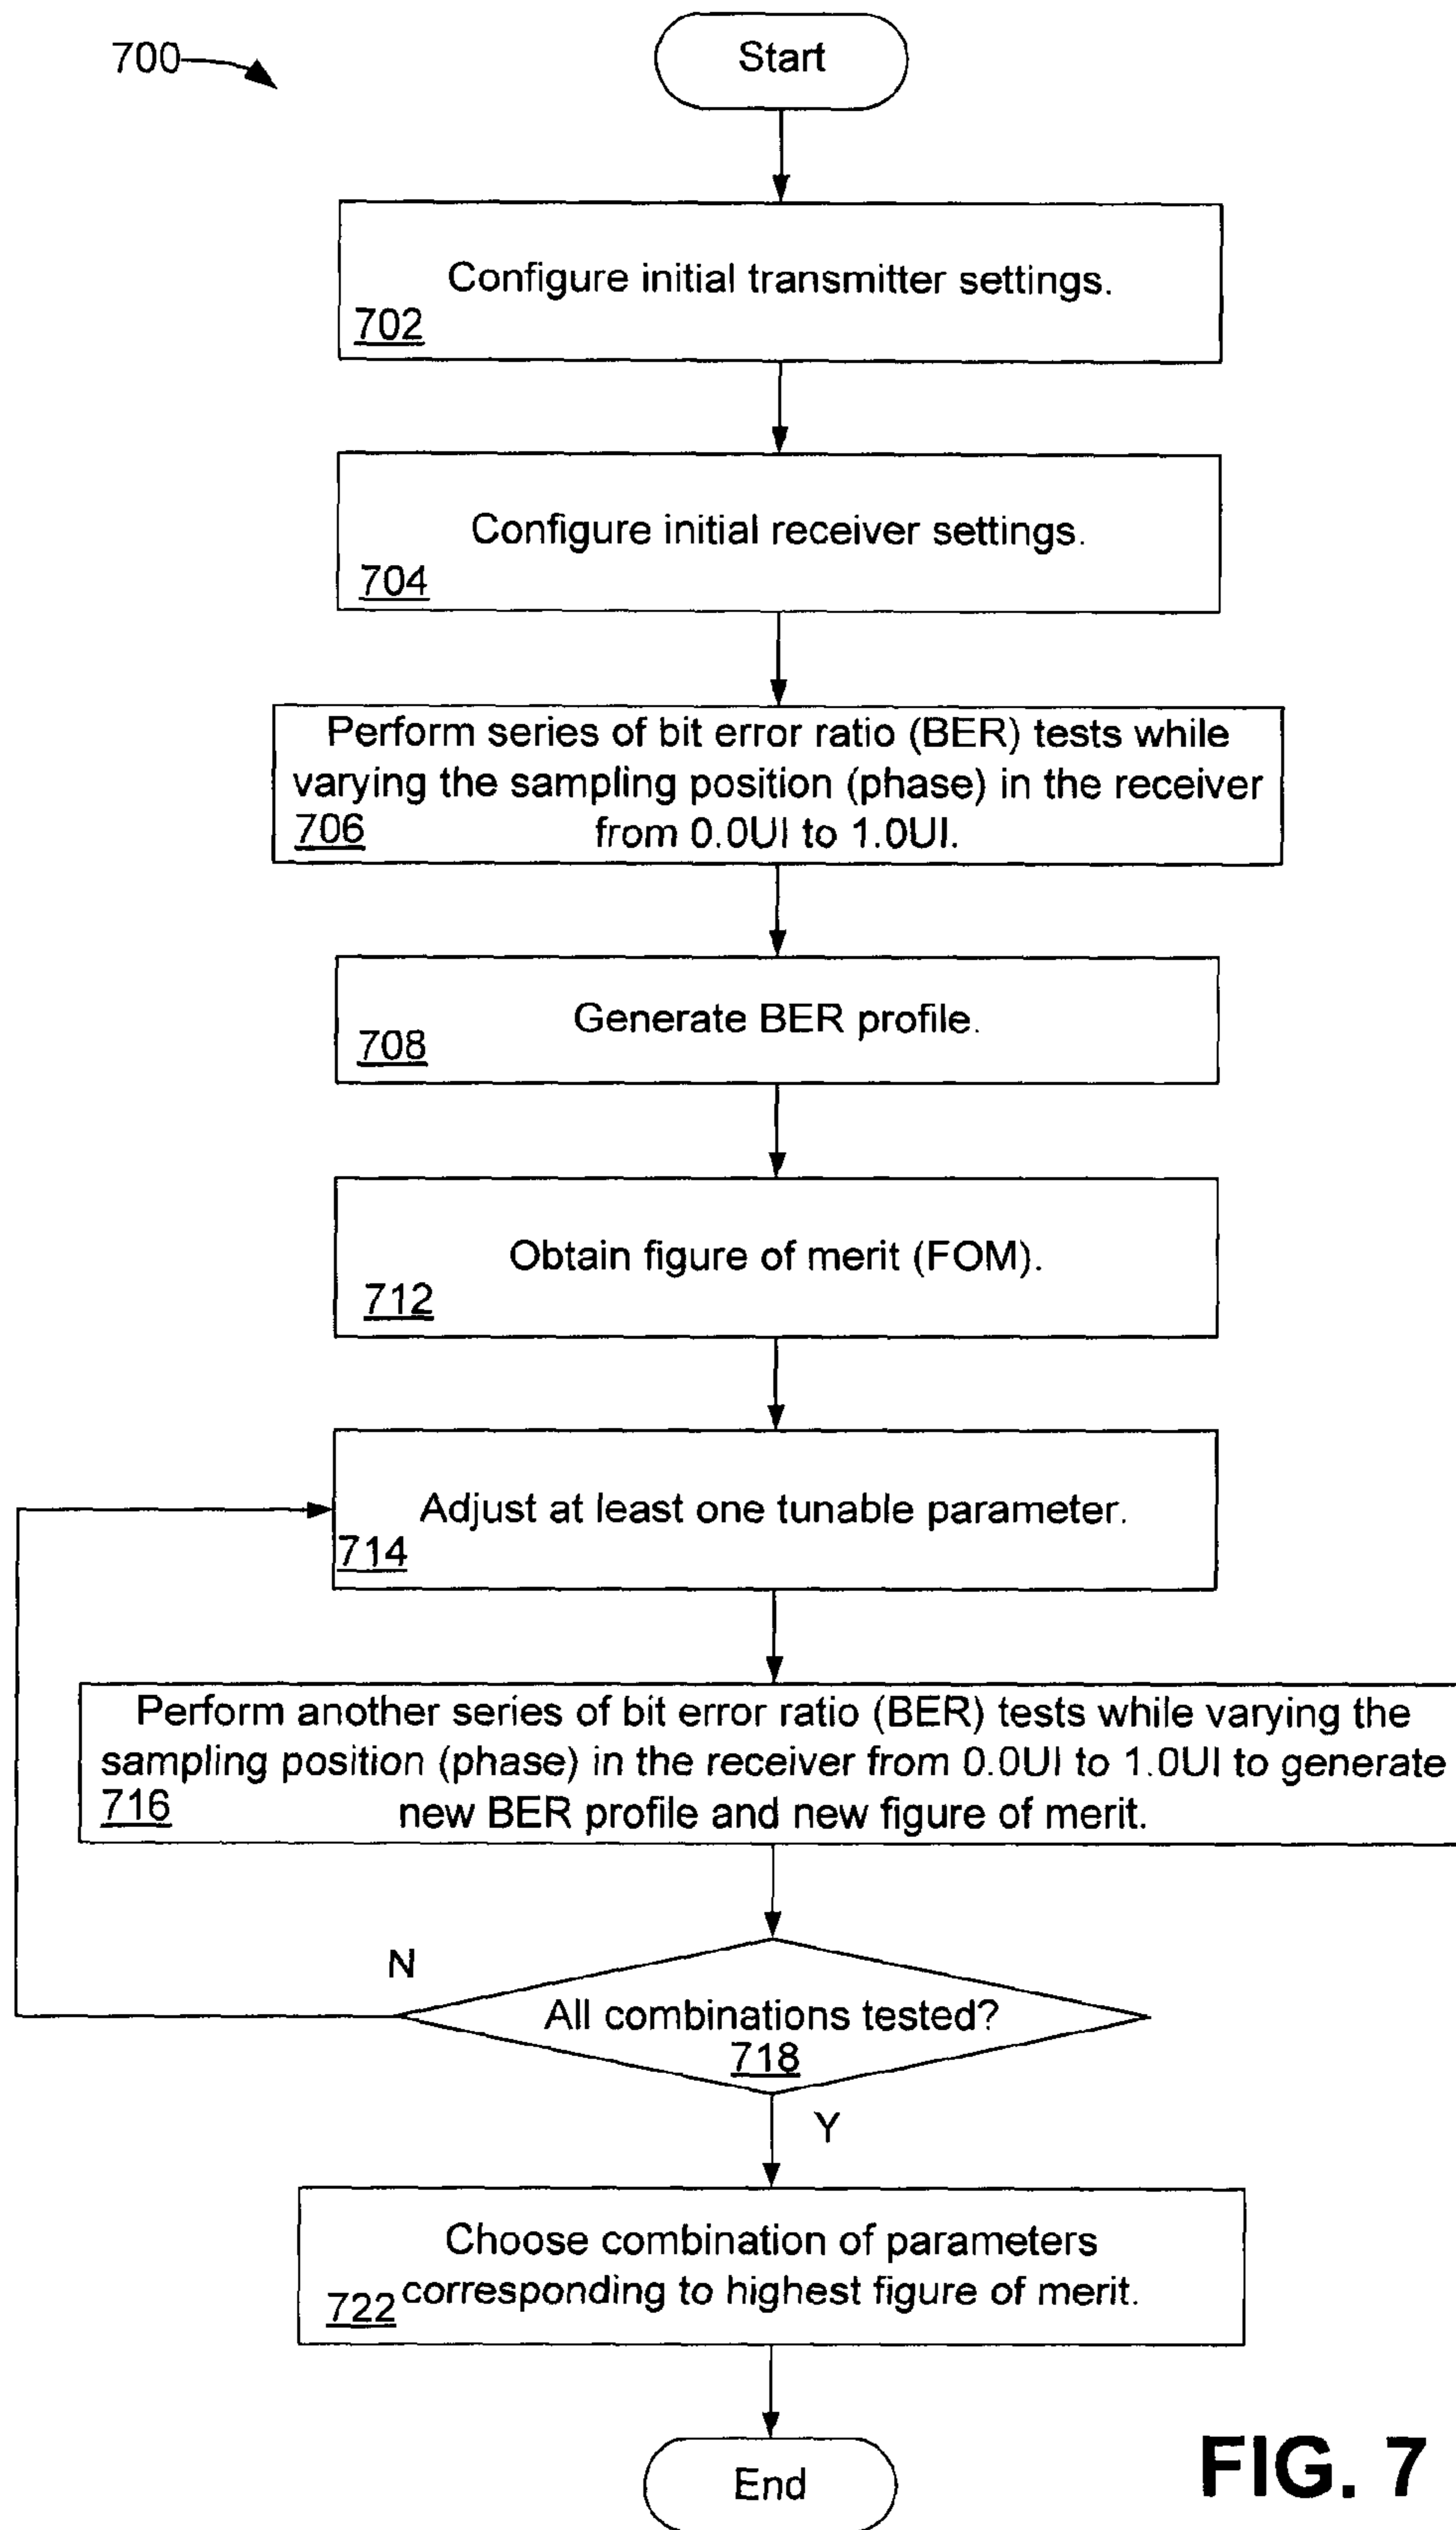 700
Start
Configure initial transmitter settings.
702
Configure initial receiver settings.
704
Perform series of bit error ratio (BER) tests while
varying the sampling position (phase) in the receiver
706 from 0.0UI to 1.0UI.
Generate BER profile.
708
Obtain figure of merit (FOM).
712
Adjust at least one tunable parameter.
714
Perform another series of bit error ratio (BER) tests while varying the
sampling position (phase) in the receiver from 0.0UI to 1.0UI to generate
716 new BER profile and new figure of merit.
N
All combinations tested?
718
Y
Choose combination of parameters
722 corresponding to highest figure of merit.
End
FIG. 7